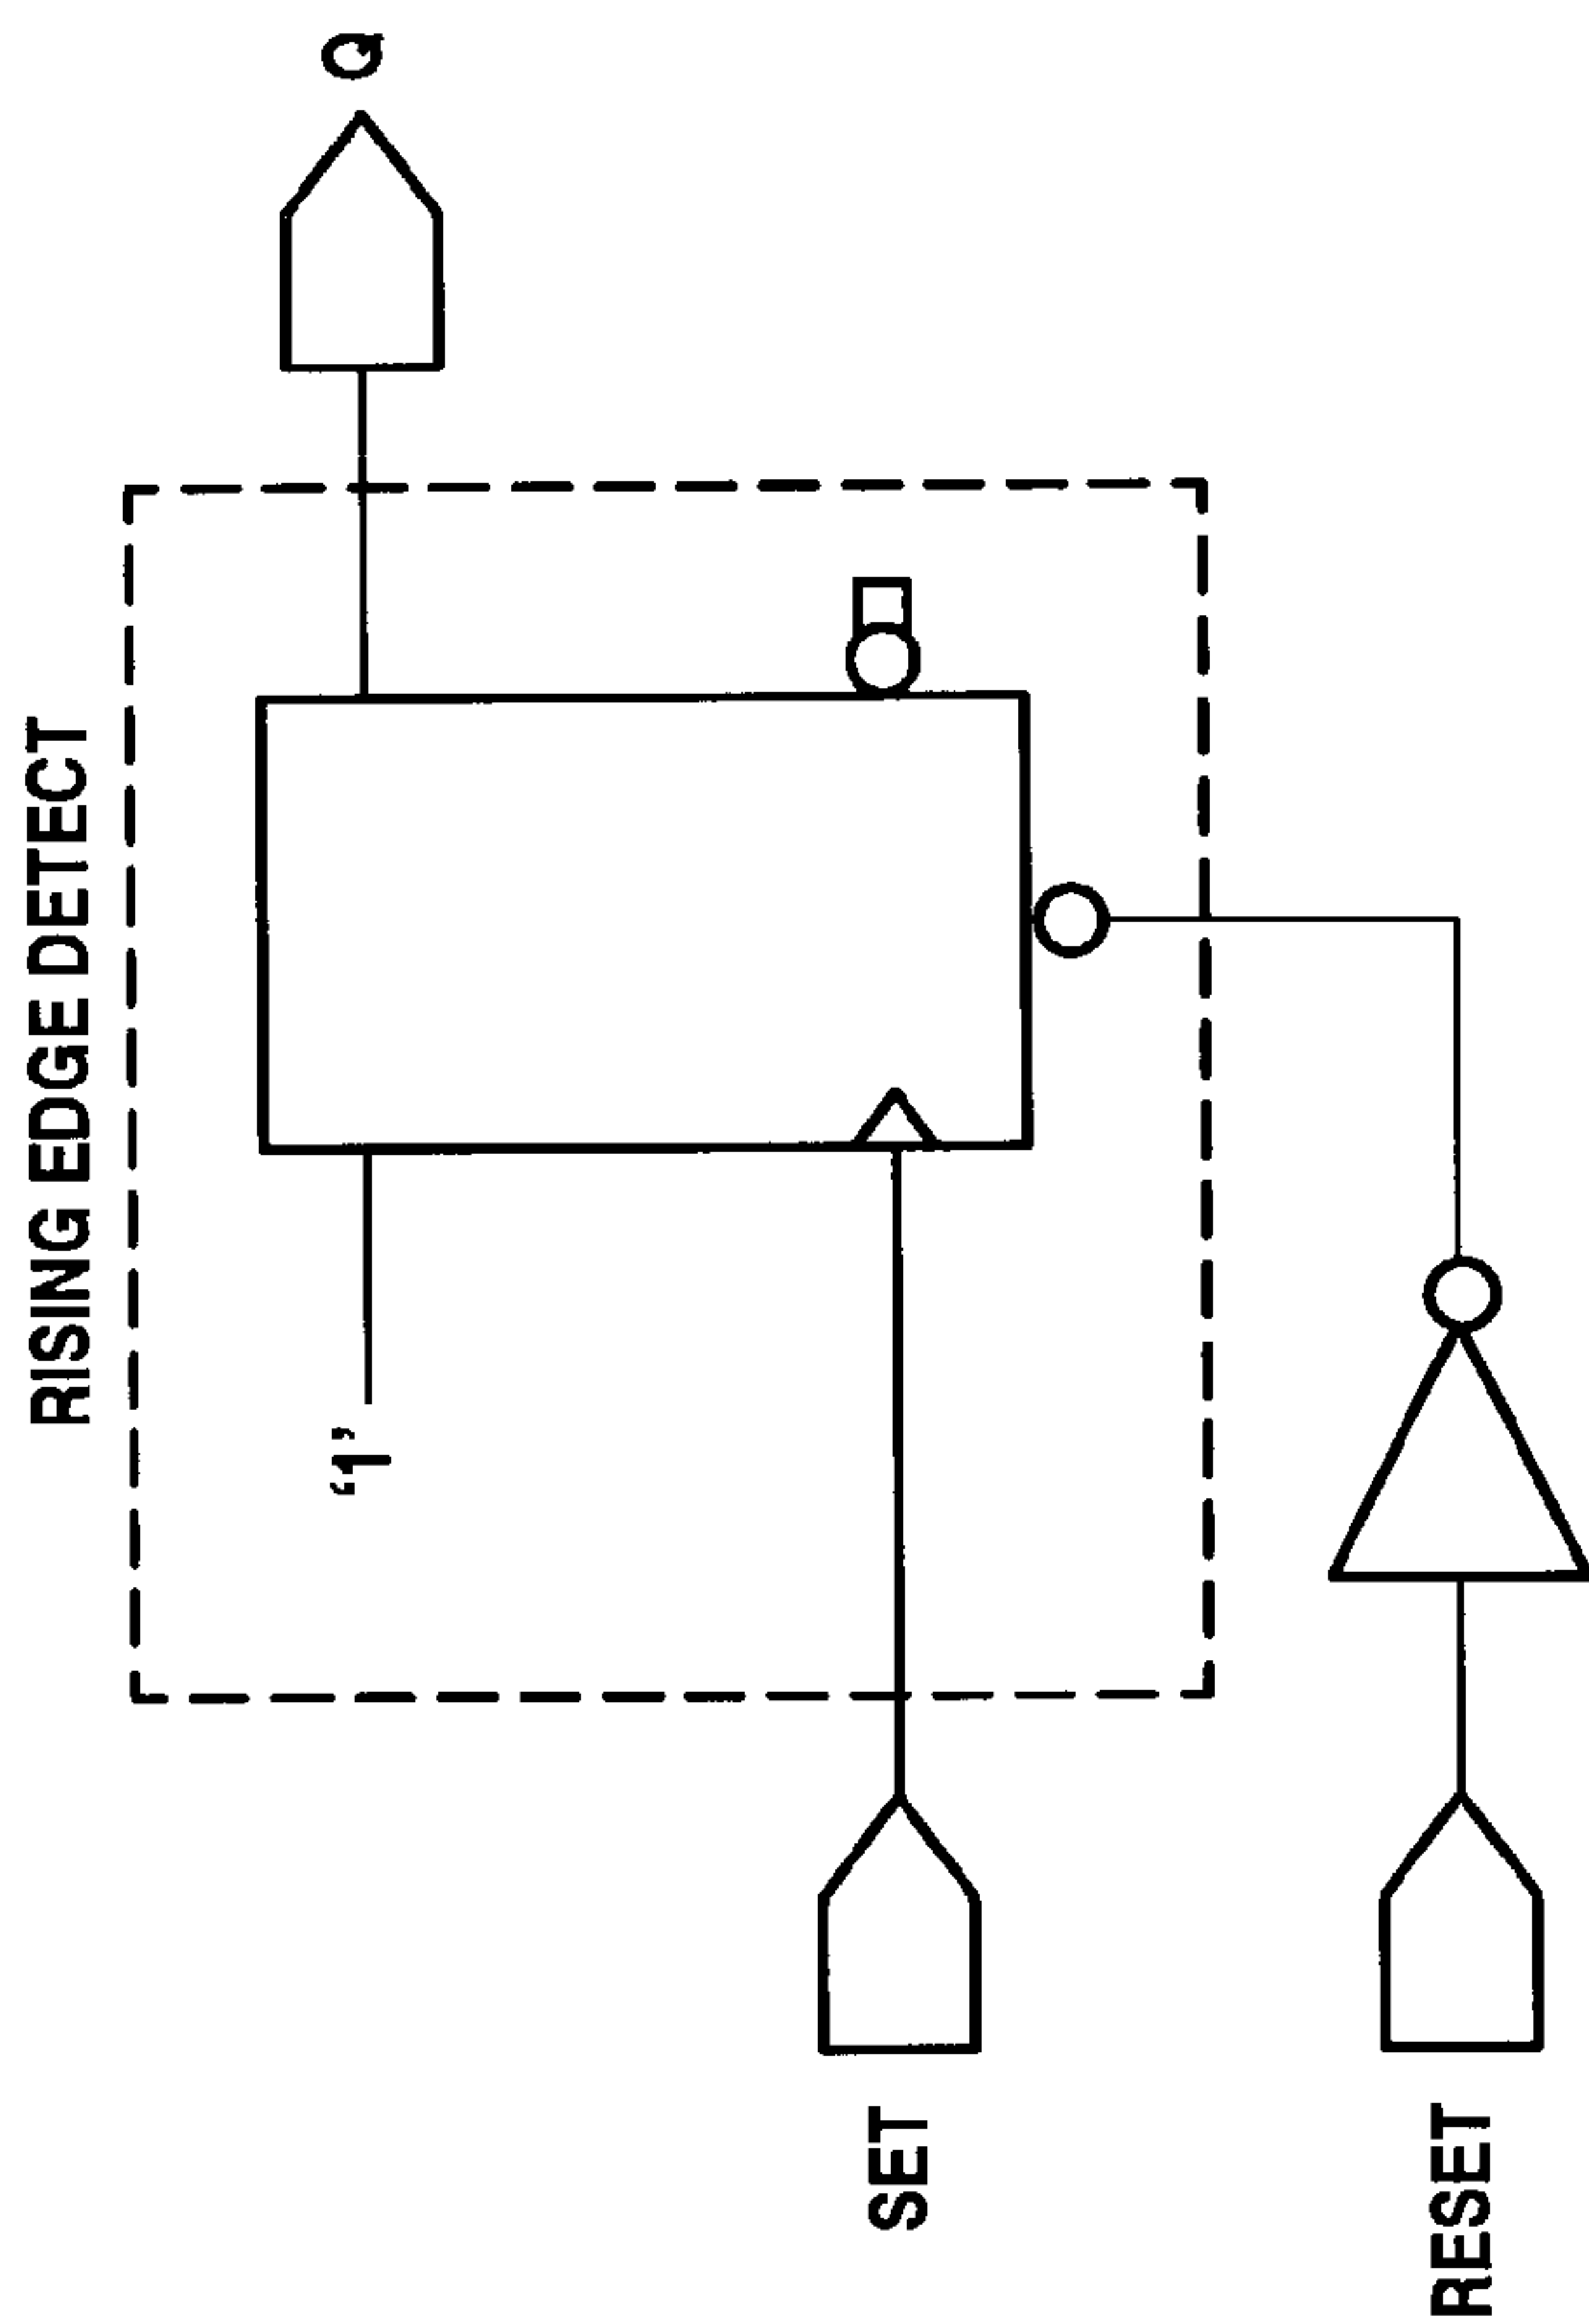 RISING EDGE DETECT
“1”
Q
SET
RESET